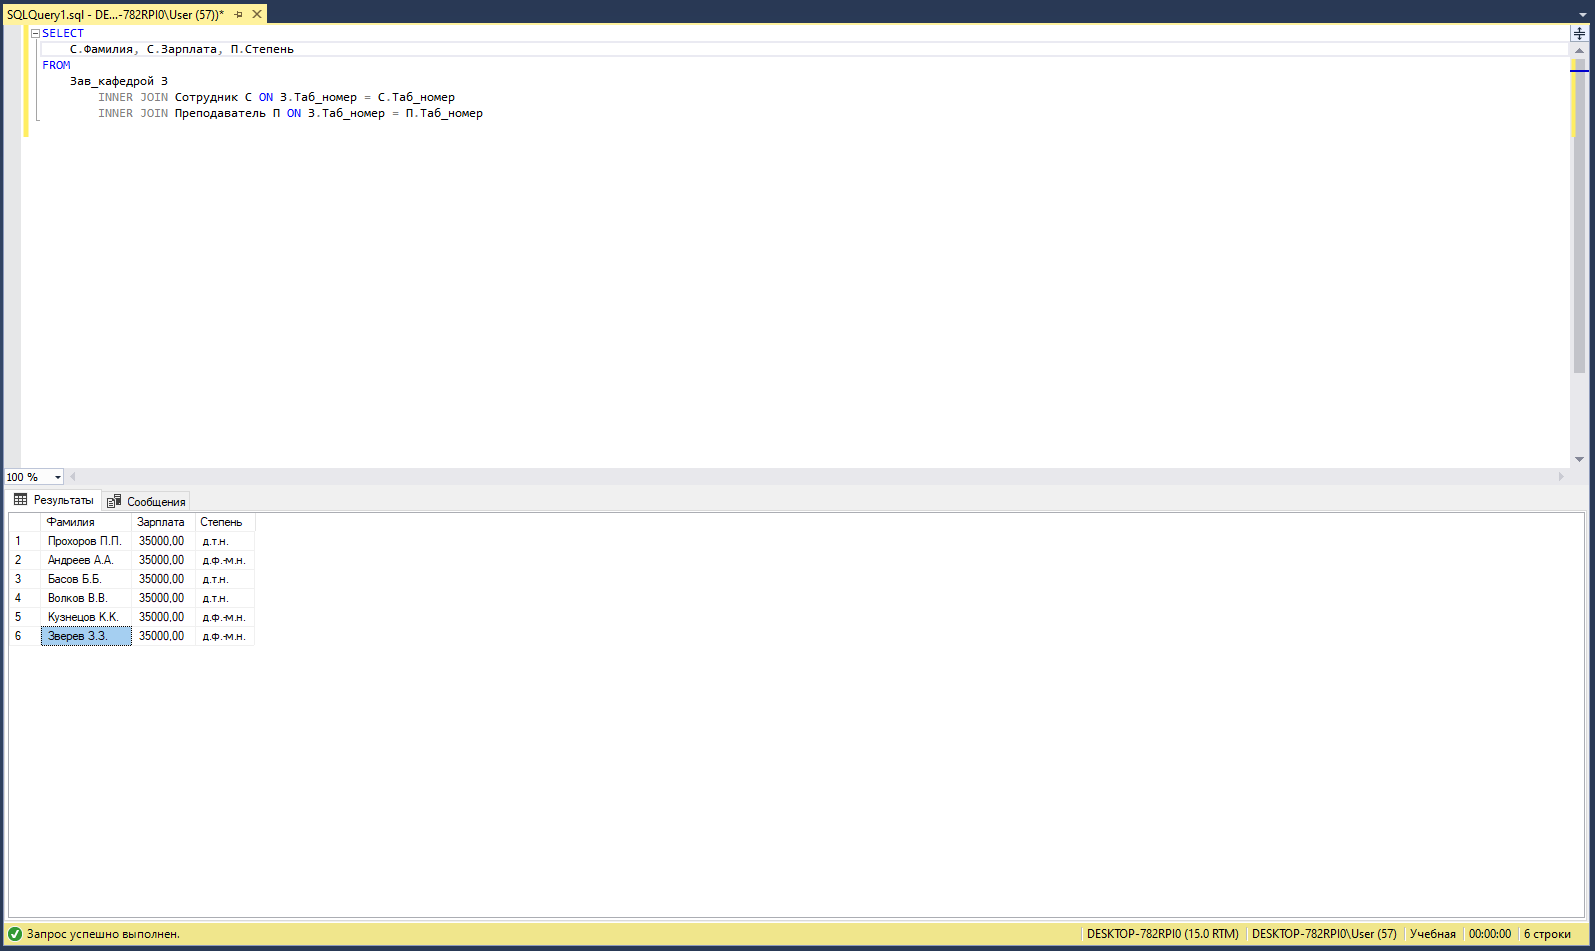 SQLQuery1.sql - DE...-782RPI0\User (57))*
SELECT
С.Фамилия, С.Зарплата, П.Степень
FROM
Зав_кафедрой З
INNER JOIN Сотрудник С ON З.Таб_номер = С.Таб_номер
INNER JOIN Преподаватель П ON З.Таб_номер = П.Таб_номер
100 %
Результаты Сообщения
Фамилия Зарплата Степень
1 Прохоров П.П. 35000,00 д.т.н.
2 Андреев А.А. 35000,00 д.ф.-м.н.
3 Басов Б.Б. 35000,00 д.т.н.
4 Волков В.В. 35000,00 д.т.н.
5 Кузнецов К.К. 35000,00 д.ф.-м.н.
6 Зверев З.З. 35000,00 д.ф.-м.н.
Запрос успешно выполнен. DESKTOP-782RPI0 (15.0 RTM) DESKTOP-782RPI0\User (57) Учебная 00:00:00 6 строки